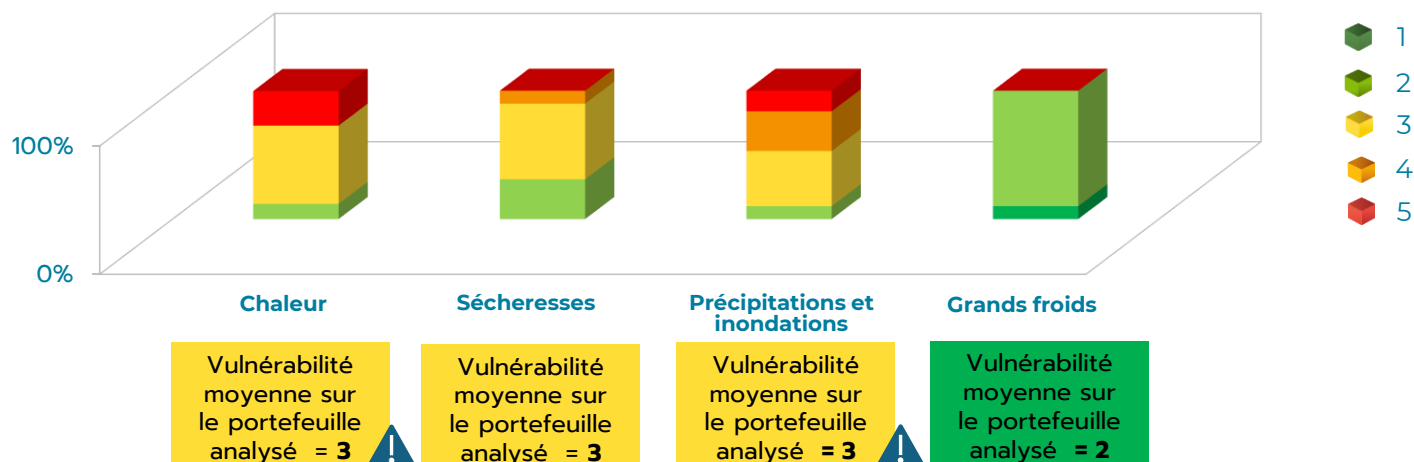 100%
0%
1
2
3
4
5
Chaleur
Sécheresses
Précipitations et
inondations
Grands froids
Vulnérabilité
moyenne sur
le portefeuille
analysé = 3
Vulnérabilité
moyenne sur
le portefeuille
analysé = 3
Vulnérabilité
moyenne sur
le portefeuille
analysé = 3
Vulnérabilité
moyenne sur
le portefeuille
analysé = 2